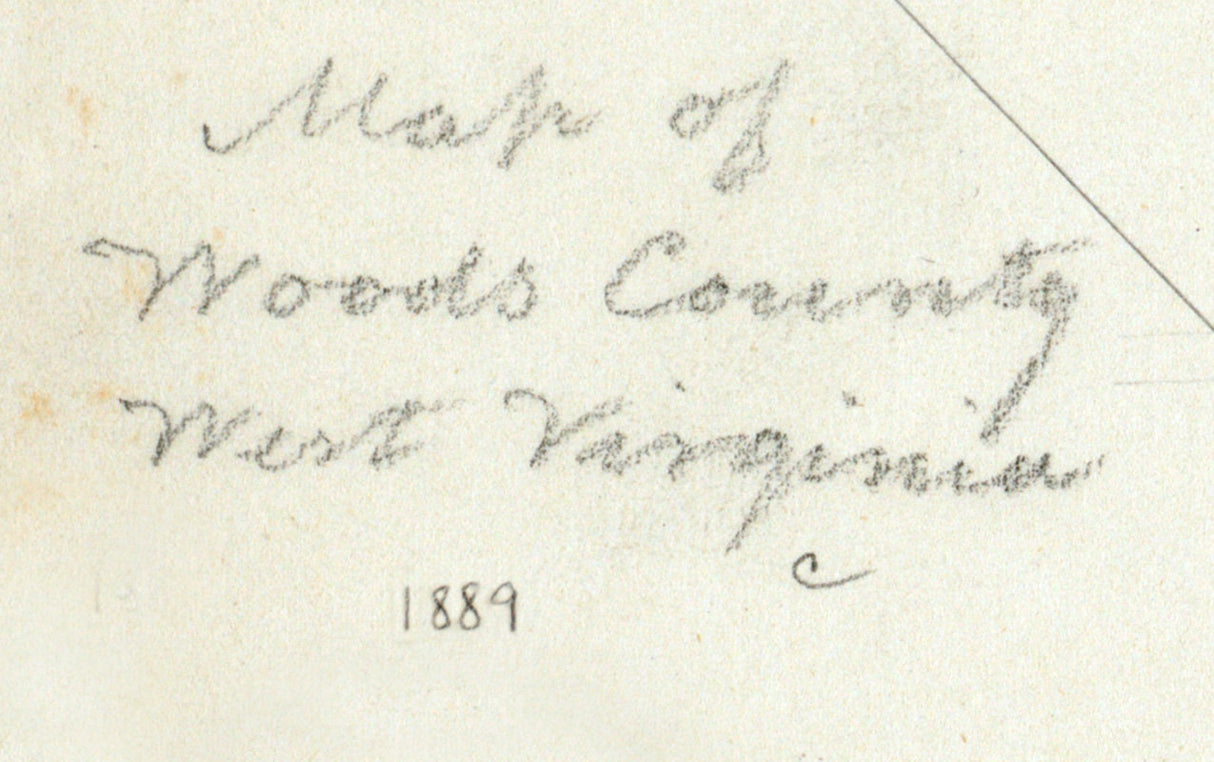 Map of
Woods County
West Virginia
c
1889